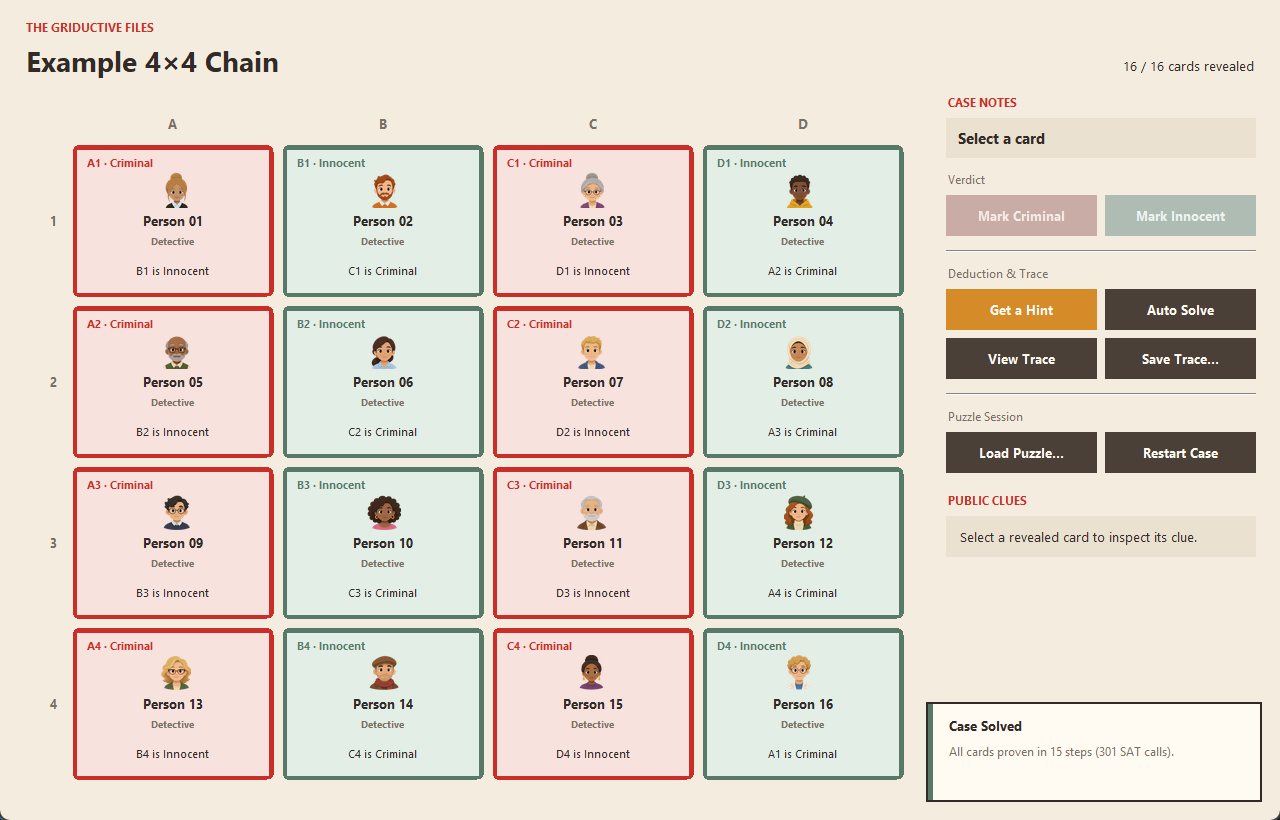 THE GRIDUCTIVE FILES
Example 4×4 Chain
16 / 16 cards revealed
A
B
C
D
1
A1 · Criminal
Person 01
Detective
B1 is Innocent
B1 · Innocent
Person 02
Detective
C1 is Criminal
C1 · Criminal
Person 03
Detective
D1 is Innocent
D1 · Innocent
Person 04
Detective
A2 is Criminal
2
A2 · Criminal
Person 05
Detective
B2 is Innocent
B2 · Innocent
Person 06
Detective
C2 is Criminal
C2 · Criminal
Person 07
Detective
D2 is Innocent
D2 · Innocent
Person 08
Detective
A3 is Criminal
3
A3 · Criminal
Person 09
Detective
B3 is Innocent
B3 · Innocent
Person 10
Detective
C3 is Criminal
C3 · Criminal
Person 11
Detective
D3 is Innocent
D3 · Innocent
Person 12
Detective
A4 is Criminal
4
A4 · Criminal
Person 13
Detective
B4 is Innocent
B4 · Innocent
Person 14
Detective
C4 is Criminal
C4 · Criminal
Person 15
Detective
D4 is Innocent
D4 · Innocent
Person 16
Detective
A1 is Criminal
CASE NOTES
Select a card
Verdict
Mark Criminal
Mark Innocent
Deduction & Trace
Get a Hint
Auto Solve
View Trace
Save Trace...
Puzzle Session
Load Puzzle...
Restart Case
PUBLIC CLUES
Select a revealed card to inspect its clue.
Case Solved
All cards proven in 15 steps (301 SAT calls).